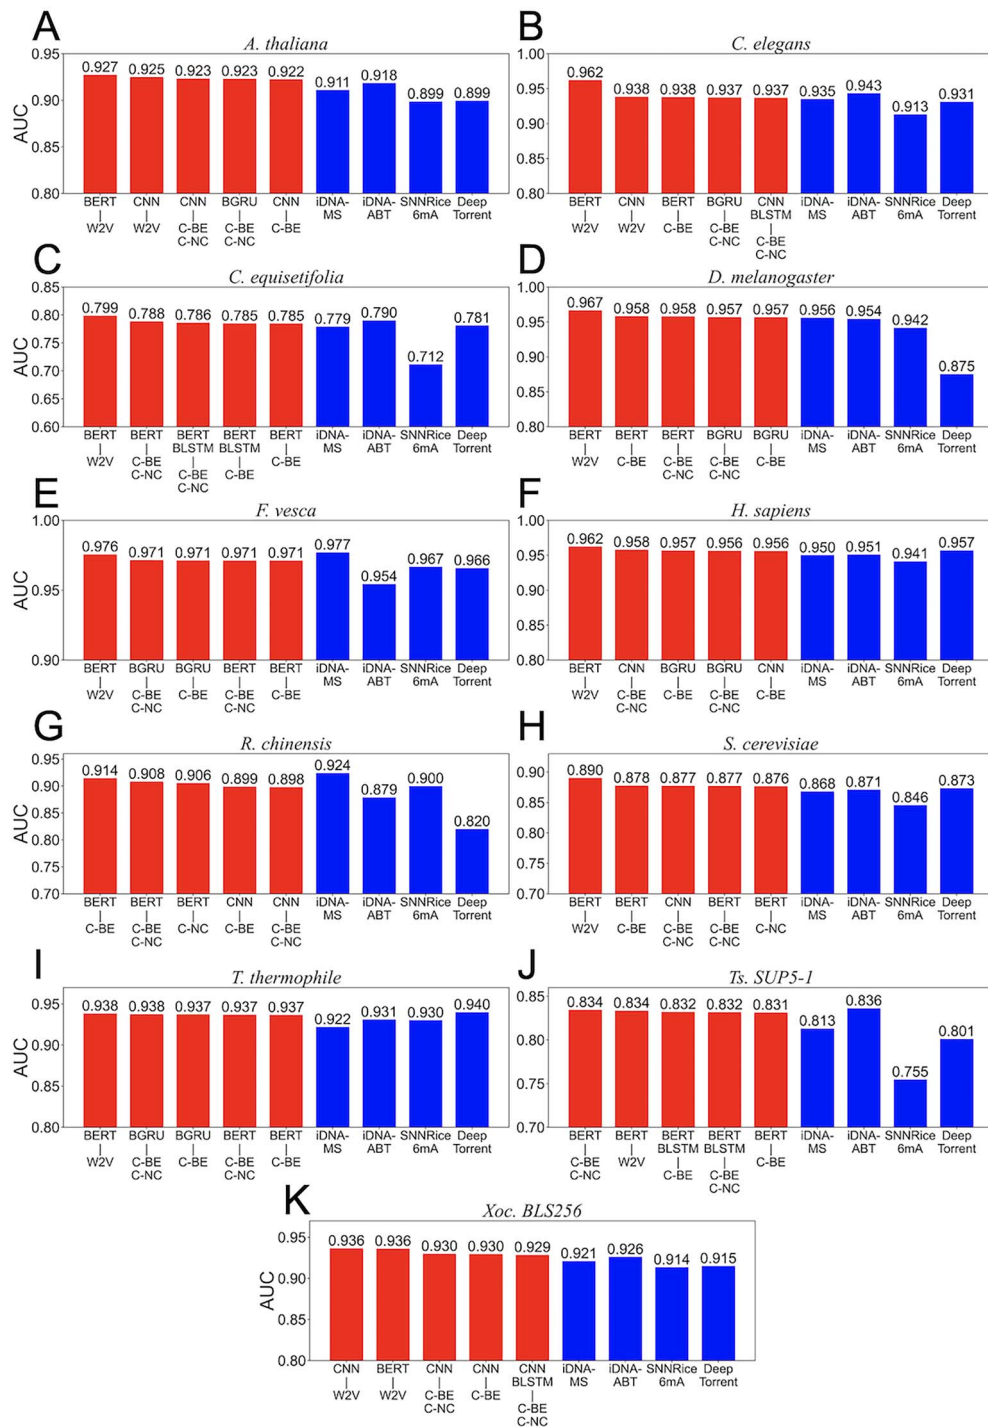 A
A. thaliana
AUC
0.95
0.90
0.85
0.80
0.927 0.925 0.923 0.923 0.922 0.911 0.918 0.899 0.899
BERT CNN CNN BGRU CNN iDNA- iDNA- SNNRice Deep
MS ABT 6mA Torrent
W2V W2V C-BE C-BE C-BE
C-NC C-NC
B
C. elegans
1.00
0.95
0.90
0.85
0.80
0.962 0.938 0.938 0.937 0.937 0.935 0.943 0.913 0.931
BERT CNN BERT BGRU CNN iDNA- iDNA- SNNRice Deep
BLSTM MS ABT 6mA Torrent
W2V W2V C-BE C-BE C-BE
C-NC C-NC
C
C. equisetifolia
AUC
0.85
0.80
0.70
0.60
0.799 0.788 0.786 0.785 0.785 0.779 0.790 0.712 0.781
BERT BERT BERT BERT BERT iDNA- iDNA- SNNRice Deep
BLSTM BLSTM MS ABT 6mA Torrent
W2V C-BE C-BE C-BE C-BE
C-NC C-NC
D
D. melanogaster
1.00
0.95
0.90
0.85
0.80
0.967 0.958 0.958 0.957 0.957 0.956 0.954 0.942 0.875
BERT BERT BERT BGRU BGRU iDNA- iDNA- SNNRice Deep
MS ABT 6mA Torrent
W2V C-BE C-BE C-BE C-BE
C-NC C-NC
E
F. vesca
AUC
1.00
0.95
0.90
0.976 0.971 0.971 0.971 0.971 0.977 0.954 0.967 0.966
BERT BGRU BGRU BERT BERT iDNA- iDNA- SNNRice Deep
MS ABT 6mA Torrent
W2V C-BE C-BE C-BE C-BE
C-NC C-NC
F
H. sapiens
1.00
0.95
0.90
0.85
0.80
0.962 0.958 0.957 0.956 0.956 0.950 0.951 0.941 0.957
BERT CNN BGRU BGRU CNN iDNA- iDNA- SNNRice Deep
MS ABT 6mA Torrent
W2V C-BE C-BE C-BE C-BE
C-NC C-NC
G
R. chinensis
AUC
0.95
0.90
0.85
0.80
0.70
0.914 0.908 0.906 0.899 0.898 0.924 0.879 0.900 0.820
BERT BERT BERT CNN CNN iDNA- iDNA- SNNRice Deep
MS ABT 6mA Torrent
C-BE C-BE C-NC C-BE C-BE
C-NC C-NC
H
S. cerevisiae
0.90
0.85
0.80
0.70
0.890 0.878 0.877 0.877 0.876 0.868 0.871 0.846 0.873
BERT BERT CNN BERT BERT iDNA- iDNA- SNNRice Deep
MS ABT 6mA Torrent
W2V C-BE C-BE C-BE C-NC
C-NC C-NC
I
T. thermophile
AUC
0.95
0.90
0.85
0.80
0.938 0.938 0.937 0.937 0.937 0.922 0.931 0.930 0.940
BERT BGRU BGRU BERT BERT iDNA- iDNA- SNNRice Deep
MS ABT 6mA Torrent
W2V C-BE C-BE C-BE C-BE
C-NC C-NC
J
Ts. SUP5-1
0.85
0.80
0.70
0.834 0.834 0.832 0.832 0.831 0.813 0.836 0.755 0.801
BERT BERT BERT BERT BERT iDNA- iDNA- SNNRice Deep
BLSTM BLSTM MS ABT 6mA Torrent
C-BE W2V C-BE C-BE C-BE
C-NC C-NC
K
Xoc. BLS256
AUC
0.95
0.90
0.85
0.80
0.936 0.936 0.930 0.930 0.929 0.921 0.926 0.914 0.915
CNN BERT CNN CNN CNN iDNA- iDNA- SNNRice Deep
BLSTM MS ABT 6mA Torrent
W2V W2V C-BE C-BE C-BE
C-NC C-NC